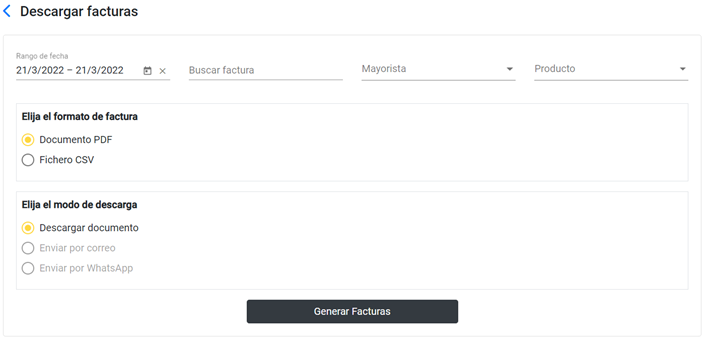 Descargar facturas
Rango de fecha
21/3/2022 – 21/3/2022
Buscar factura
Mayorista
Producto
Elija el formato de factura
Documento PDF
Fichero CSV
Elija el modo de descarga
Descargar documento
Enviar por correo
Enviar por WhatsApp
Generar Facturas